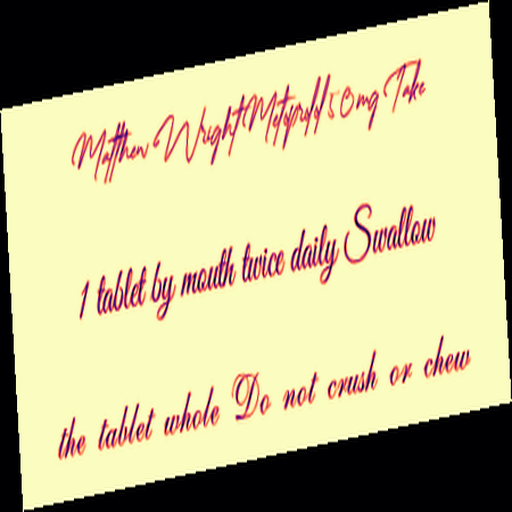 Matthew Wright Metoprolol 50mg Take
1 tablet by mouth twice daily Swallow
the tablet whole Do not crush or chew